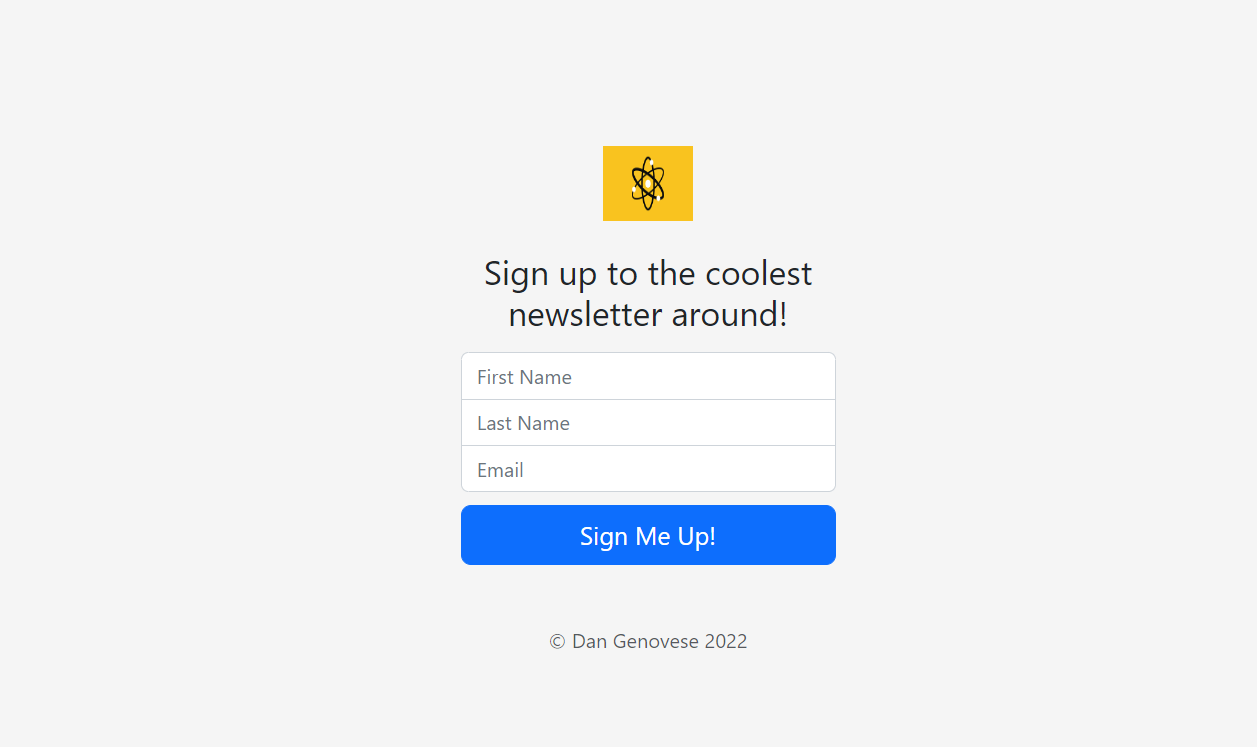 Sign up to the coolest
newsletter around!
First Name
Last Name
Email
Sign Me Up!
© Dan Genovese 2022